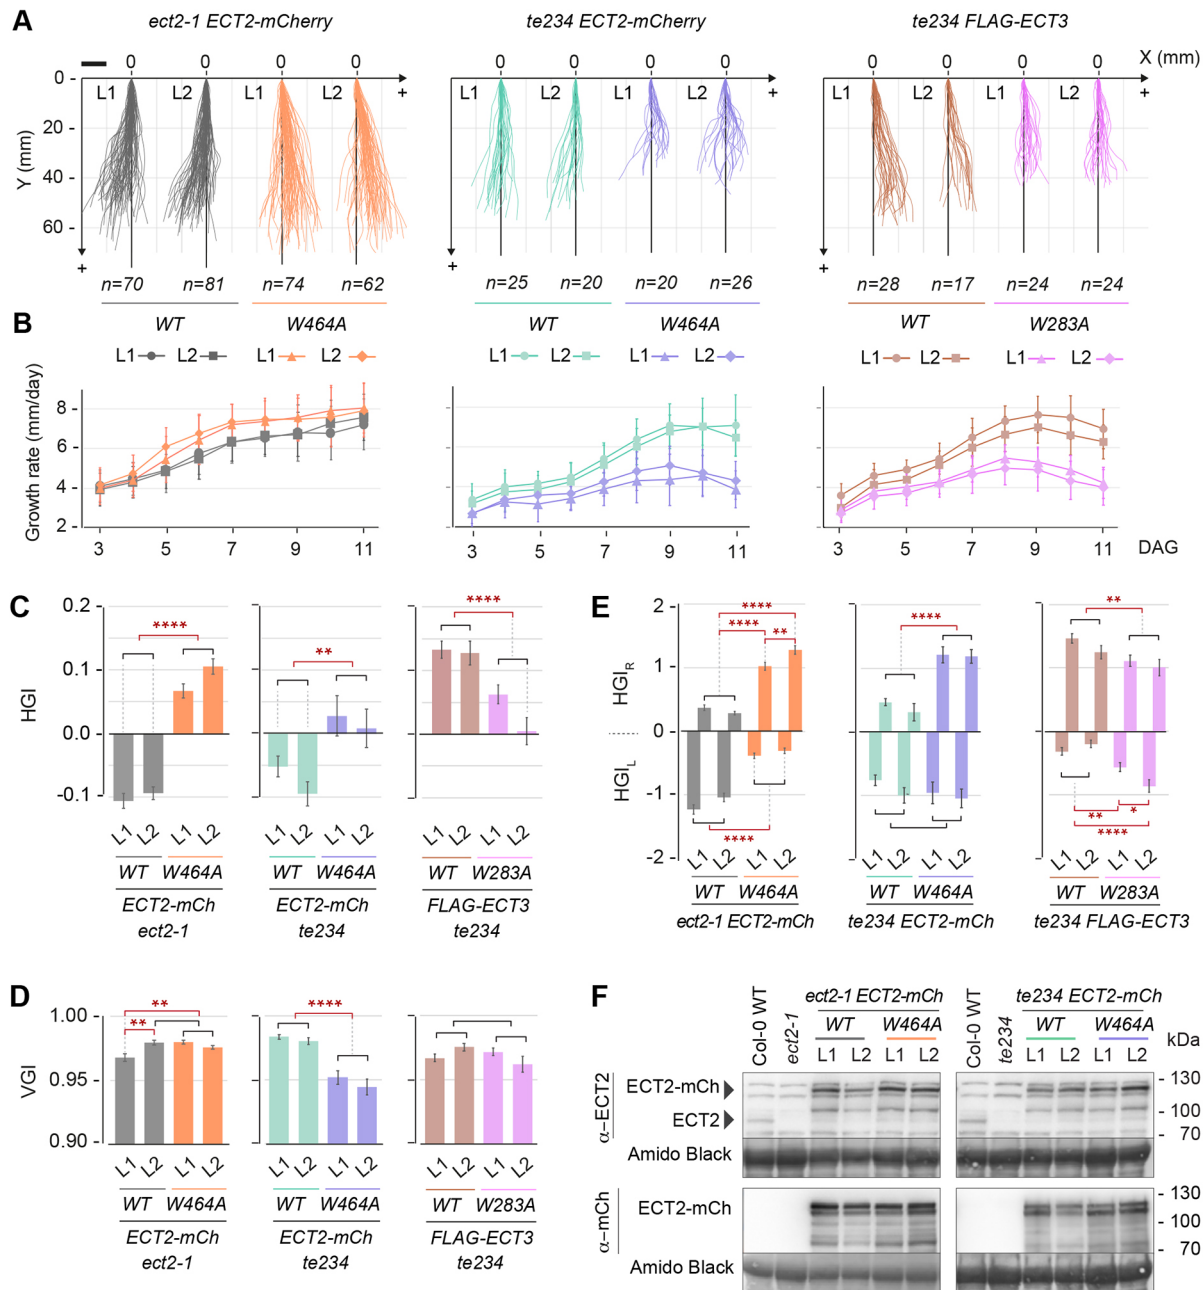 A
ect2-1 ECT2-mCherry
te234 ECT2-mCherry
te234 FLAG-ECT3
0 0 0 0
0 0 0 0
0 0 0 0
X (mm)
L1 L2 L1 L2 +
L1 L2 L1 L2 +
L1 L2 L1 L2 +
Y (mm)
0
20
40
60
+
+
+
n=70 n=81 n=74 n=62
n=25 n=20 n=20 n=26
n=28 n=17 n=24 n=24
WT W464A
WT W464A
WT W283A
B
L1 L2 L1 L2
L1 L2 L1 L2
L1 L2 L1 L2
Growth rate (mm/day)
8
6
4
2
3 5 7 9 11
3 5 7 9 11
3 5 7 9 11
DAG
C
HGI
0.2
0.1
0.0
-0.1
****
**
****
L1 L2 L1 L2
L1 L2 L1 L2
L1 L2 L1 L2
WT W464A
WT W464A
WT W283A
ECT2-mCh
ect2-1
ECT2-mCh
te234
FLAG-ECT3
te234
E
HGIR
HGIL
2
1
0
-1
-2
****
****
**
****
****
**
**
*
****
L1 L2 L1 L2
L1 L2 L1 L2
L1 L2 L1 L2
WT W464A
WT W464A
WT W283A
ect2-1 ECT2-mCh
te234 ECT2-mCh
te234 FLAG-ECT3
D
VGI
1.00
0.95
0.90
**
**
****
L1 L2 L1 L2
L1 L2 L1 L2
L1 L2 L1 L2
WT W464A
WT W464A
WT W283A
ECT2-mCh
ect2-1
ECT2-mCh
te234
FLAG-ECT3
te234
F
Col-0 WT
ect2-1
ect2-1 ECT2-mCh
WT W464A
L1 L2 L1 L2
Col-0 WT
te234
te234 ECT2-mCh
WT W464A
L1 L2 L1 L2
kDa
α-ECT2
ECT2-mCh
ECT2
Amido Black
130
100
70
α-mCh
ECT2-mCh
Amido Black
130
100
70